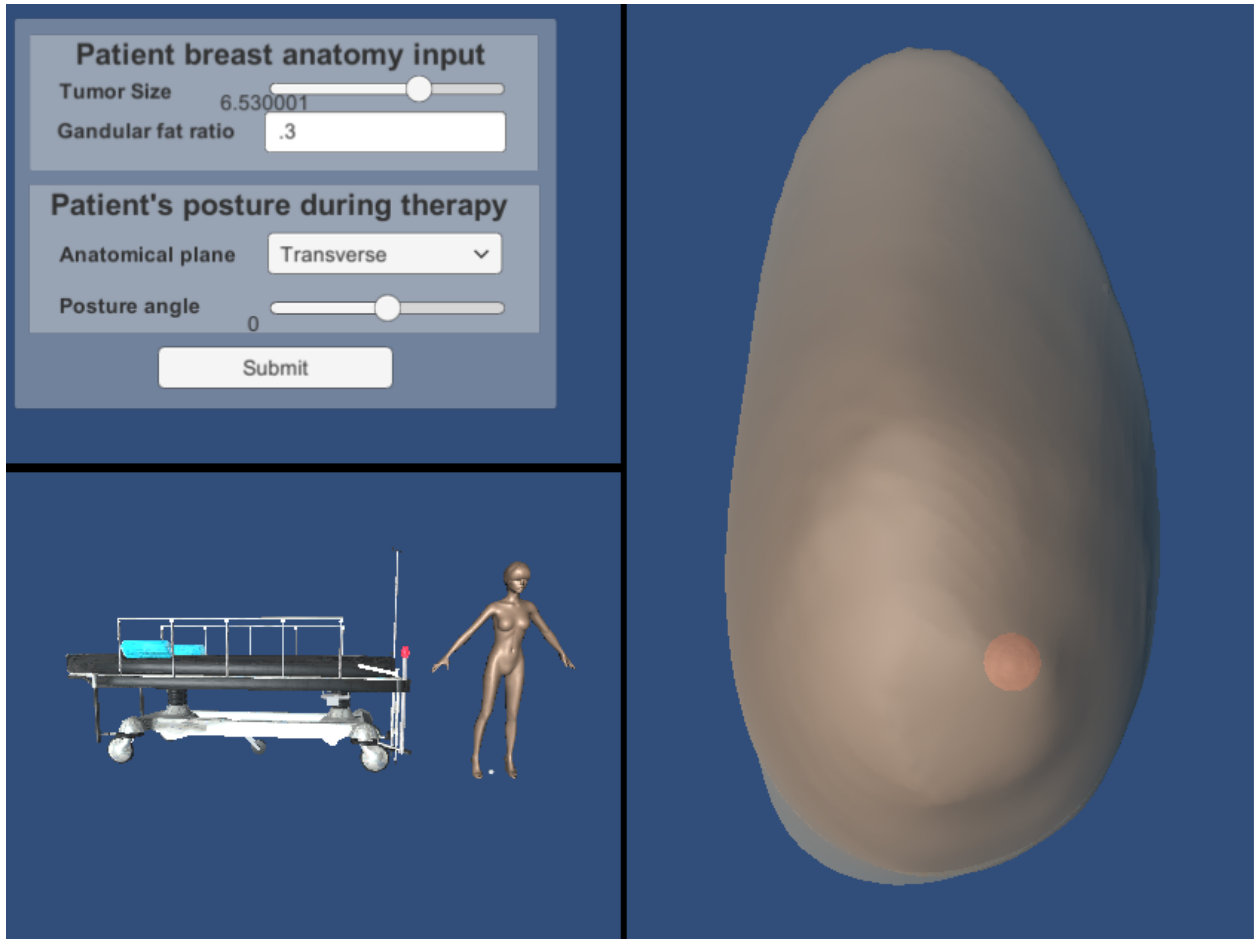 Patient breast anatomy input
Tumor Size
6.530001
Gandular fat ratio .3
Patient's posture during therapy
Anatomical plane Transverse
Posture angle
0
Submit